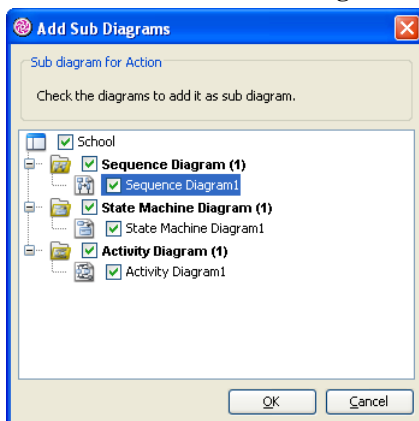 Add Sub Diagrams
Sub diagram for Action
Check the diagrams to add it as sub diagram.
School
Sequence Diagram (1)
Sequence Diagram1
State Machine Diagram (1)
State Machine Diagram1
Activity Diagram (1)
Activity Diagram1
OK Cancel